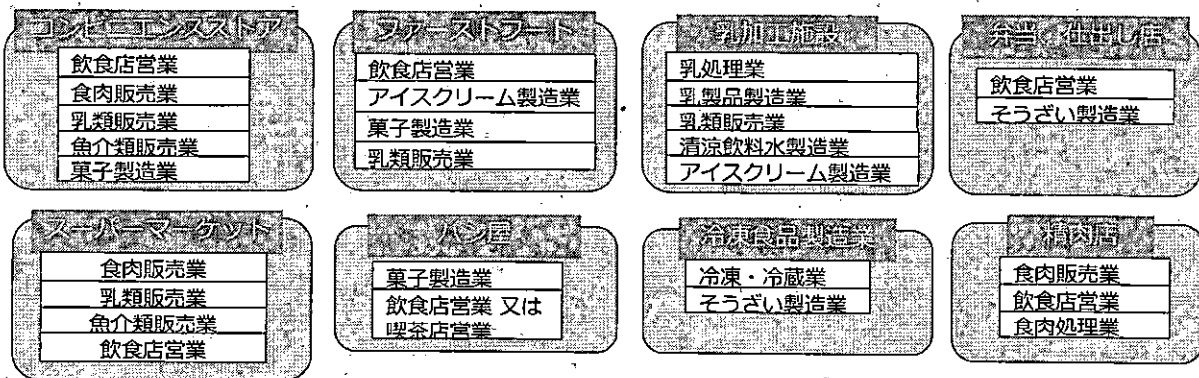 コンビニエンスストア
飲食店営業
食肉販売業
乳類販売業
魚介類販売業
菓子製造業
ファーストフード
飲食店営業
アイスクリーム製造業
菓子製造業
乳類販売業
乳加工施設
乳処理業
乳製品製造業
乳類販売業
清涼飲料水製造業
アイスクリーム製造業
弁当・仕出し店
飲食店営業
そうざい製造業
スーパーマーケット
食肉販売業
乳類販売業
魚介類販売業
飲食店営業
パン屋
菓子製造業
飲食店営業 又は
喫茶店営業
冷凍食品製造業
冷凍・冷蔵業
そうざい製造業
精肉店
食肉販売業
飲食店営業
食肉処理業